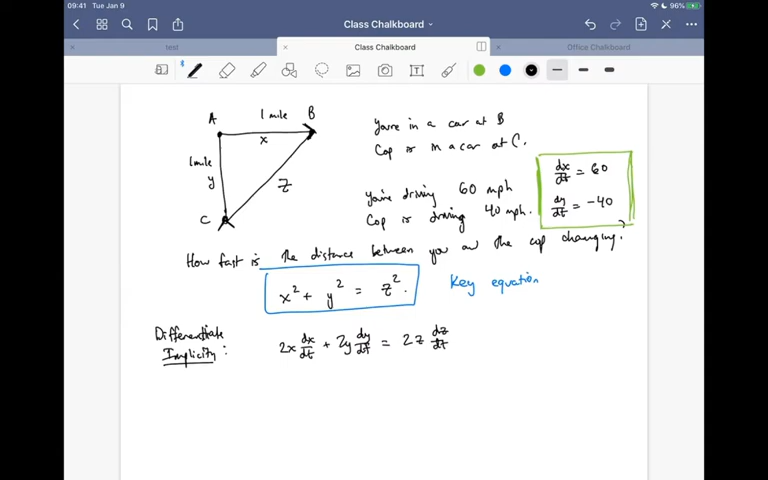 09:41 Tue Jan 9
96%
Class Chalkboard
test
Class Chalkboard
Office Chalkboard
A
1 mile
B
x
1 mile
y
z
C
You're in a car at B
Cop is in a car at C.
You're driving 60 mph
Cop is driving 40 mph.
dx/dt = 60
dy/dt = -40
How fast is the distance between you and the cop changing?
x² + y² = z².
Key equation
Differentiate
Implicity:
2x dx/dt + 2y dy/dt = 2z dz/dt